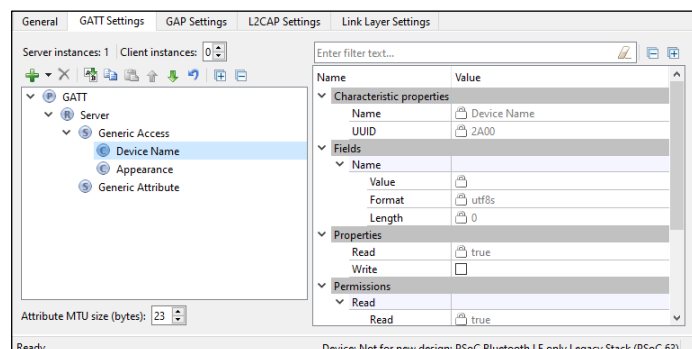 General GATT Settings GAP Settings L2CAP Settings Link Layer Settings
Server instances: 1 Client instances: 0
Enter filter text...
Name Value
P GATT
Characteristic properties
R Server
Name Device Name
S Generic Access
UUID 2A00
C Device Name
Fields
C Appearance
Name
S Generic Attribute
Value
Format utf8s
Length 0
Properties
Read true
Write
Permissions
Read
Attribute MTU size (bytes): 23
Read true
Ready Device: Not for new design: PSoC Bluetooth LE only Legacy Stack (PSoC 63)